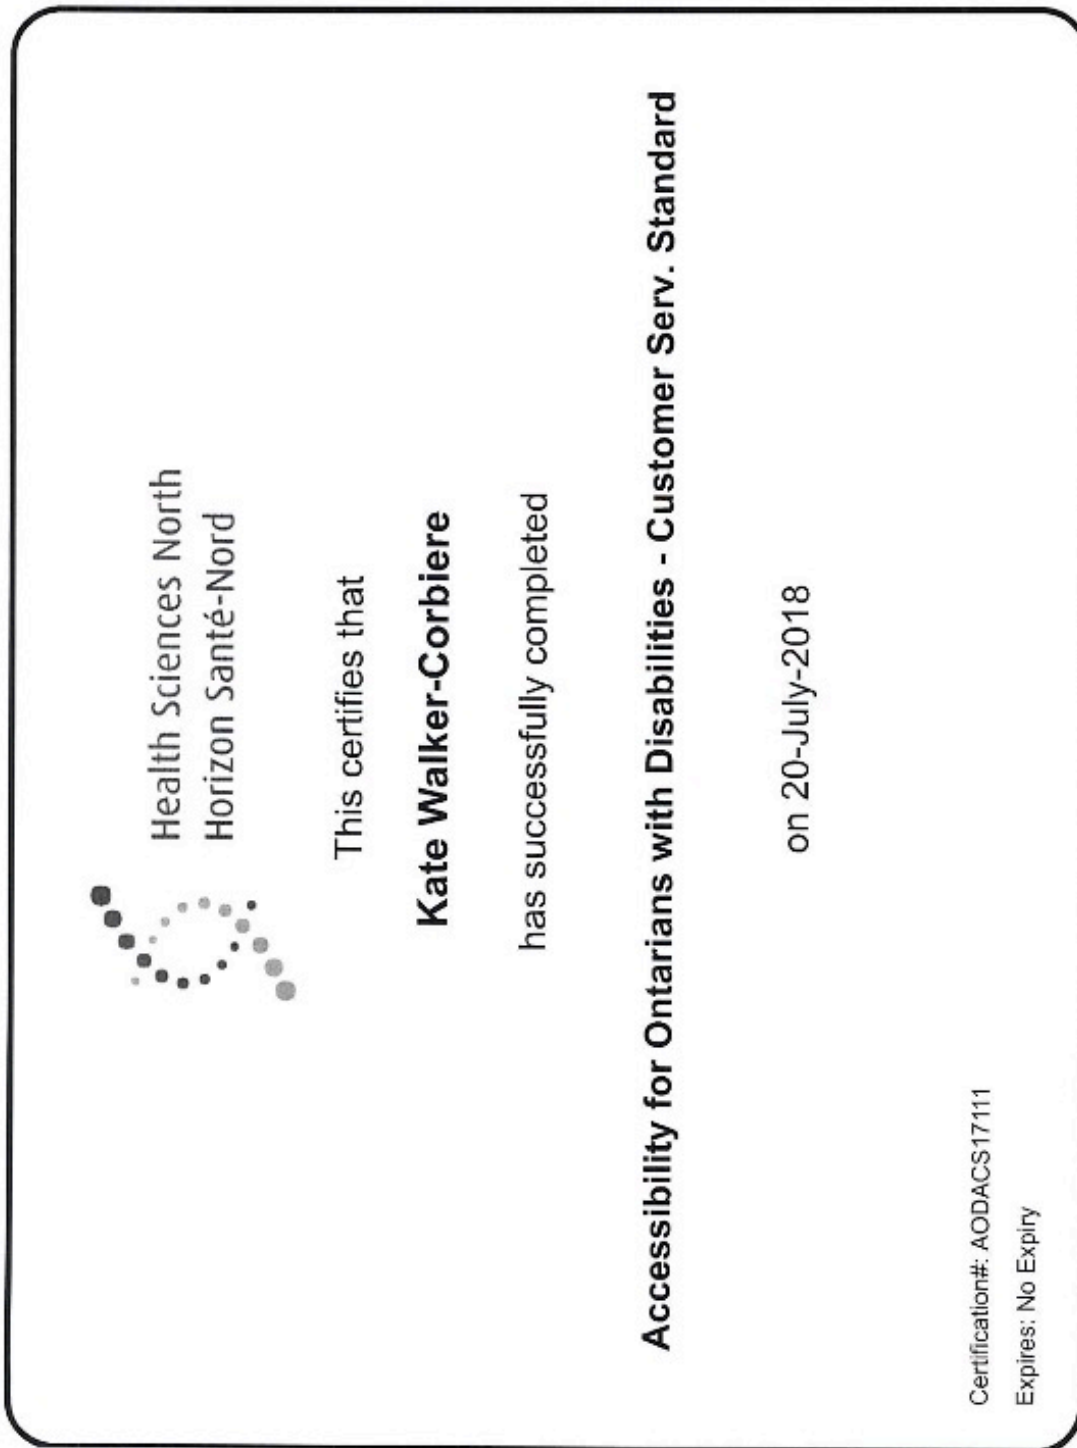 Health Sciences North
Horizon Santé-Nord
This certifies that
Kate Walker-Corbiere
has successfully completed
Accessibility for Ontarians with Disabilities - Customer Serv. Standard
on 20-July-2018
Certification#: AODACS17111
Expires: No Expiry